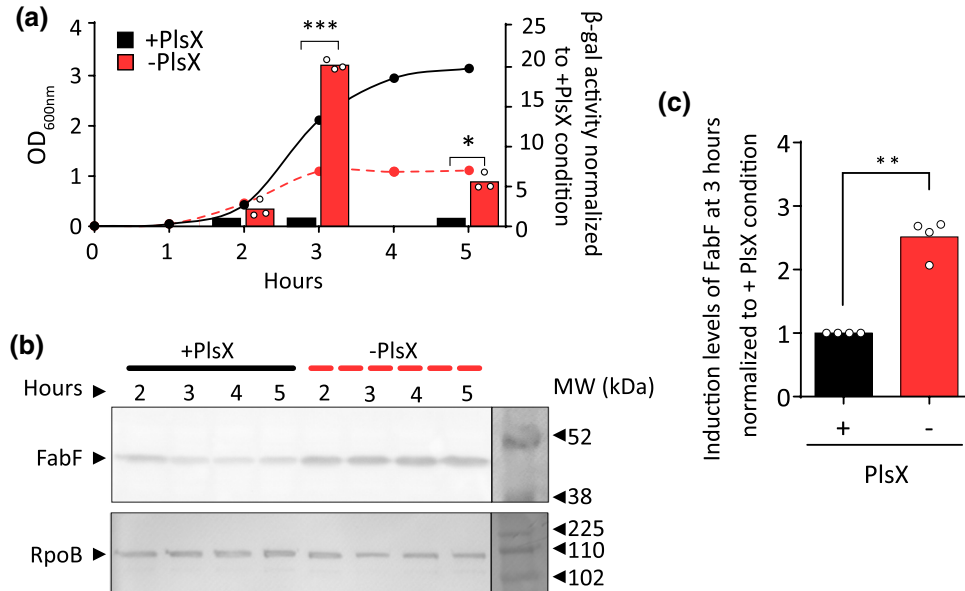 (a)
+PlsX
-PlsX
***
*
4
3
2
1
0
OD600nm
25
20
15
10
5
0
β-gal activity normalized
to +PlsX condition
0 1 2 3 4 5
Hours
(b)
+PlsX -PlsX
Hours 2 3 4 5 2 3 4 5 MW (kDa)
FabF
52
38
RpoB
225
110
102
(c)
Induction levels of FabF at 3 hours
normalized to + PlsX condition
4
3
2
1
0
**
+ -
PlsX